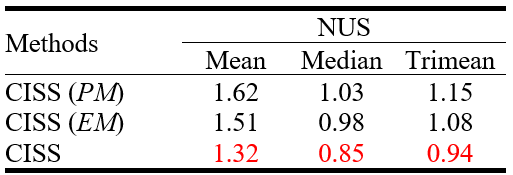 Methods NUS
Mean Median Trimean
CISS (PM) 1.62 1.03 1.15
CISS (EM) 1.51 0.98 1.08
CISS 1.32 0.85 0.94